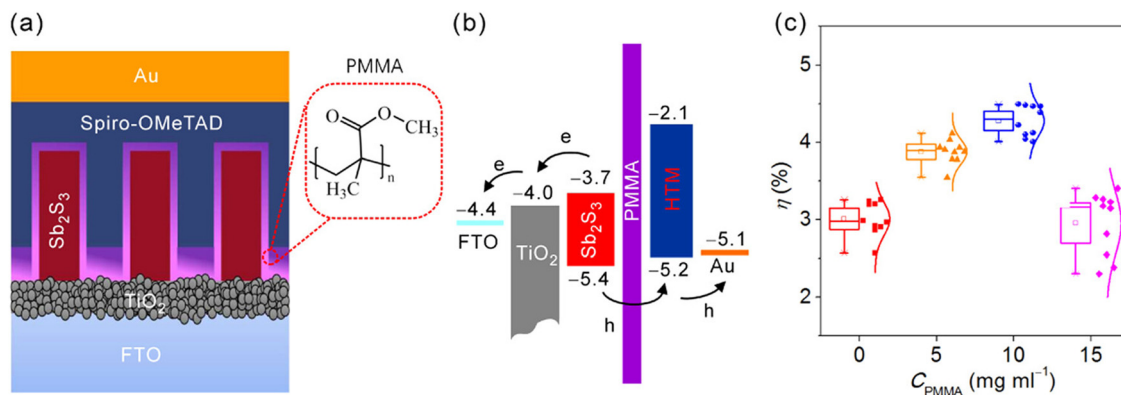 (a)
Au
Spiro-OMeTAD
Sb2S3
TiO2
FTO
PMMA
O
O
CH3
H3C
n
(b)
e
e
−4.4
FTO
−4.0
TiO2
−3.7
Sb2S3
−5.4
h
PMMA
−2.1
HTM
−5.2
h
−5.1
Au
(c)
η (%)
5
4
3
2
0 5 10 15
CPMMA (mg ml−1)